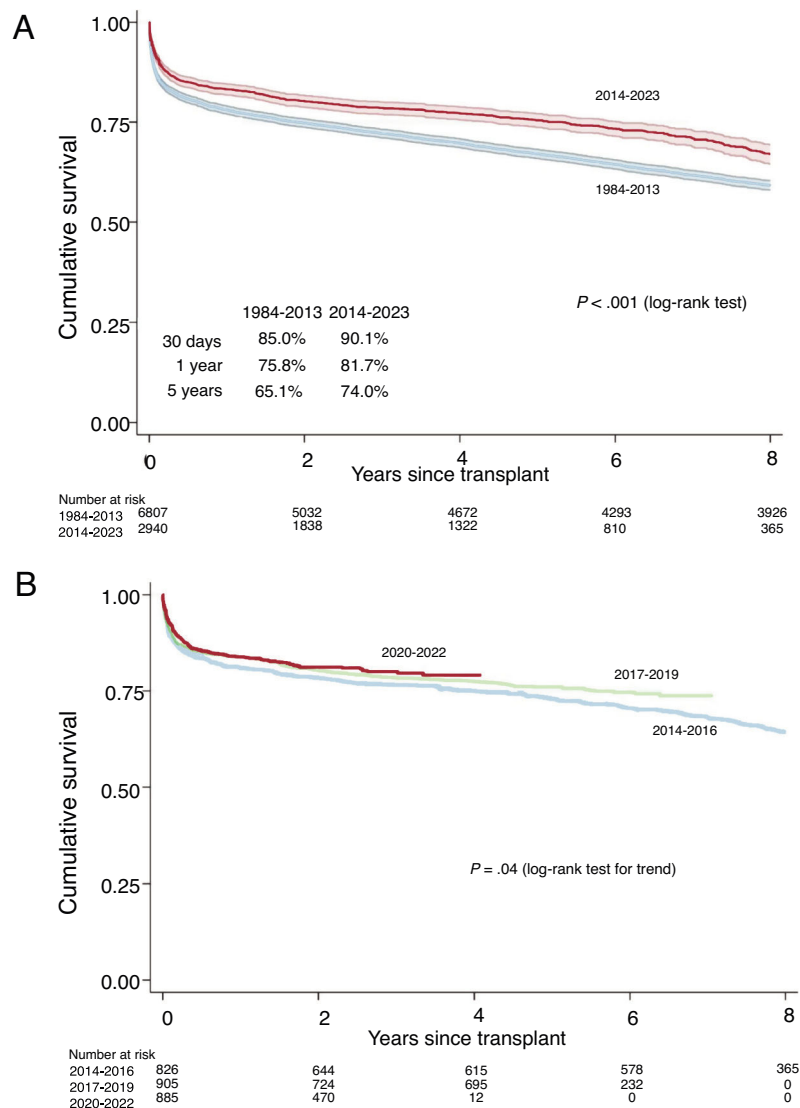 A
1.00
2014-2023
0.75
1984-2013
0.50
Cumulative survival
P < .001 (log-rank test)
1984-2013 2014-2023
0.25
30 days 85.0% 90.1%
1 year 75.8% 81.7%
5 years 65.1% 74.0%
0.00
0 2 4 6 8
Years since transplant
Number at risk
1984-2013 6807 5032 4672 4293 3926
2014-2023 2940 1838 1322 810 365
B
1.00
2020-2022
2017-2019
0.75
2014-2016
0.50
Cumulative survival
P = .04 (log-rank test for trend)
0.25
0.00
0 2 4 6 8
Years since transplant
Number at risk
2014-2016 826 644 615 578 365
2017-2019 905 724 695 232 0
2020-2022 885 470 12 0 0